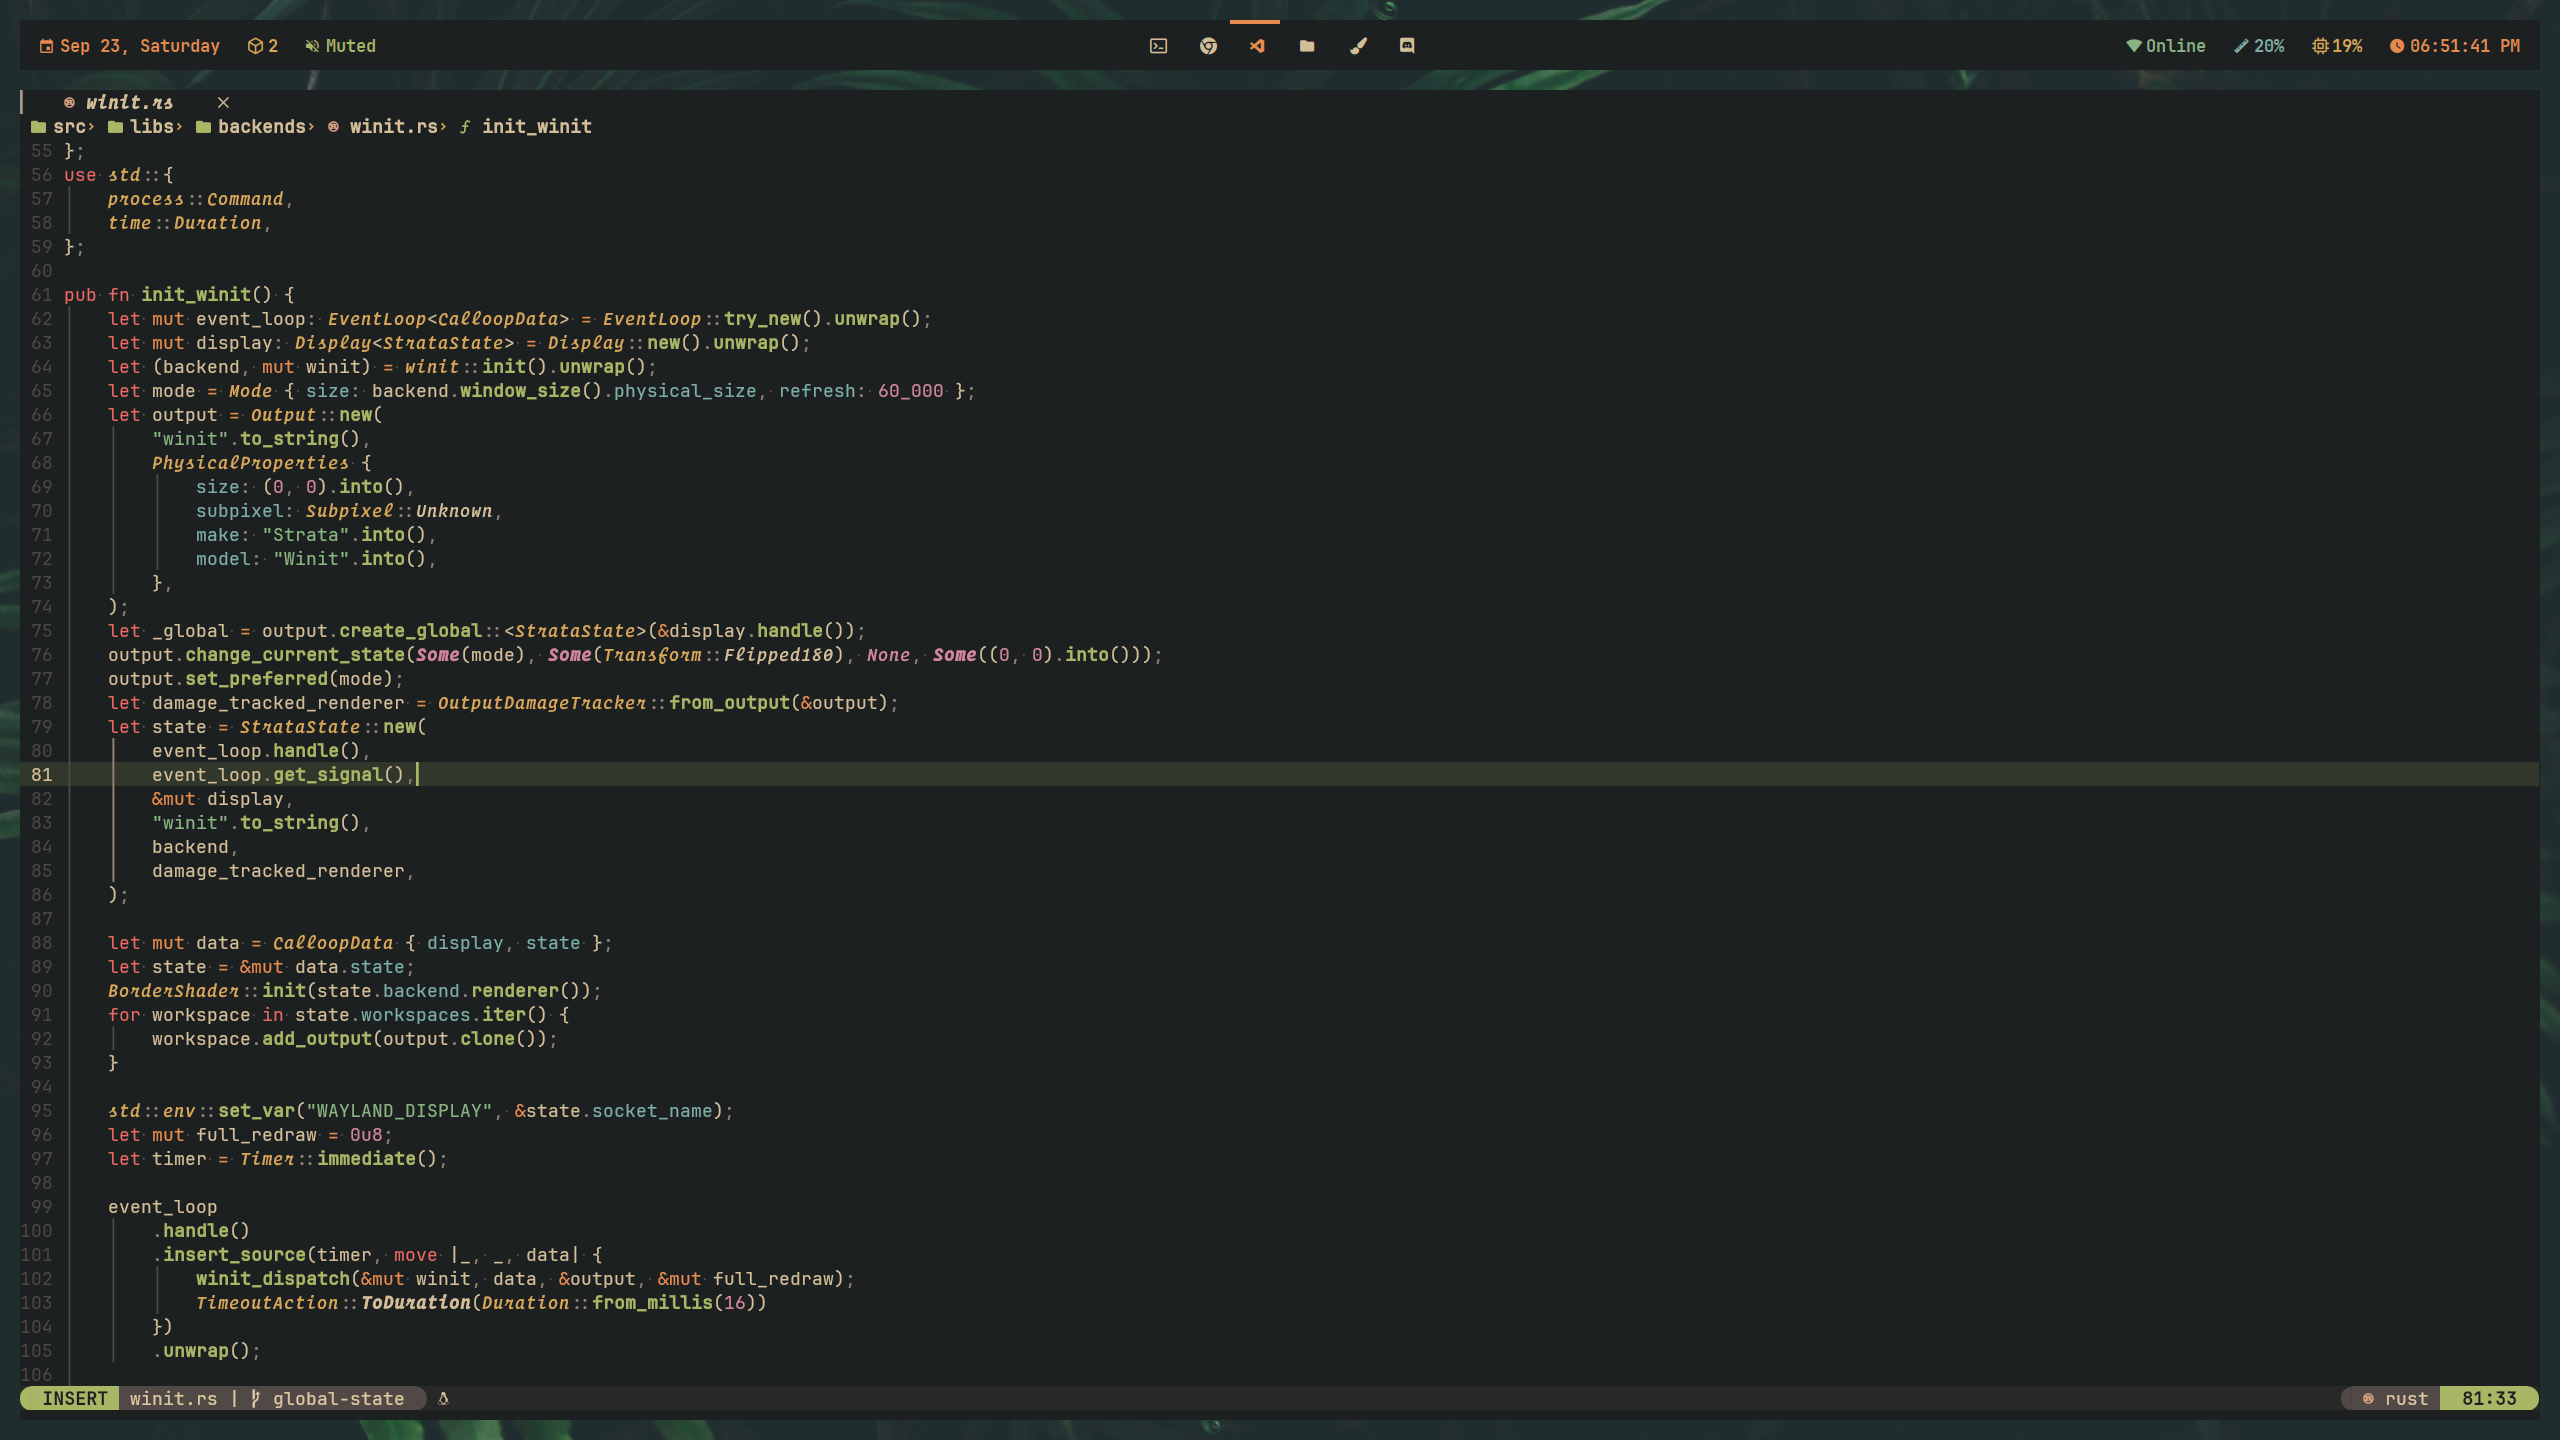 Sep 23, Saturday 2 Muted Online 20% 19% 06:51:41 PM
winit.rs
src› libs› backends› winit.rs› init_winit
55 };
56 use std::{
57     process::Command,
58     time::Duration,
59 };
60
61 pub fn init_winit() {
62     let mut event_loop: EventLoop<CalloopData> = EventLoop::try_new().unwrap();
63     let mut display: Display<StrataState> = Display::new().unwrap();
64     let (backend, mut winit) = winit::init().unwrap();
65     let mode = Mode { size: backend.window_size().physical_size, refresh: 60_000 };
66     let output = Output::new(
67         "winit".to_string(),
68         PhysicalProperties {
69             size: (0, 0).into(),
70             subpixel: Subpixel::Unknown,
71             make: "Strata".into(),
72             model: "Winit".into(),
73         },
74     );
75     let _global = output.create_global::<StrataState>(&display.handle());
76     output.change_current_state(Some(mode), Some(Transform::Flipped180), None, Some((0, 0).into()));
77     output.set_preferred(mode);
78     let damage_tracked_renderer = OutputDamageTracker::from_output(&output);
79     let state = StrataState::new(
80         event_loop.handle(),
81         event_loop.get_signal(),
82         &mut display,
83         "winit".to_string(),
84         backend,
85         damage_tracked_renderer,
86     );
87
88     let mut data = CalloopData { display, state };
89     let state = &mut data.state;
90     BorderShader::init(state.backend.renderer());
91     for workspace in state.workspaces.iter() {
92         workspace.add_output(output.clone());
93     }
94
95     std::env::set_var("WAYLAND_DISPLAY", &state.socket_name);
96     let mut full_redraw = 0u8;
97     let timer = Timer::immediate();
98
99     event_loop
100         .handle()
101         .insert_source(timer, move |_, _, data| {
102             winit_dispatch(&mut winit, data, &output, &mut full_redraw);
103             TimeoutAction::ToDuration(Duration::from_millis(16))
104         })
105         .unwrap();
106
INSERT winit.rs | global-state rust 81:33